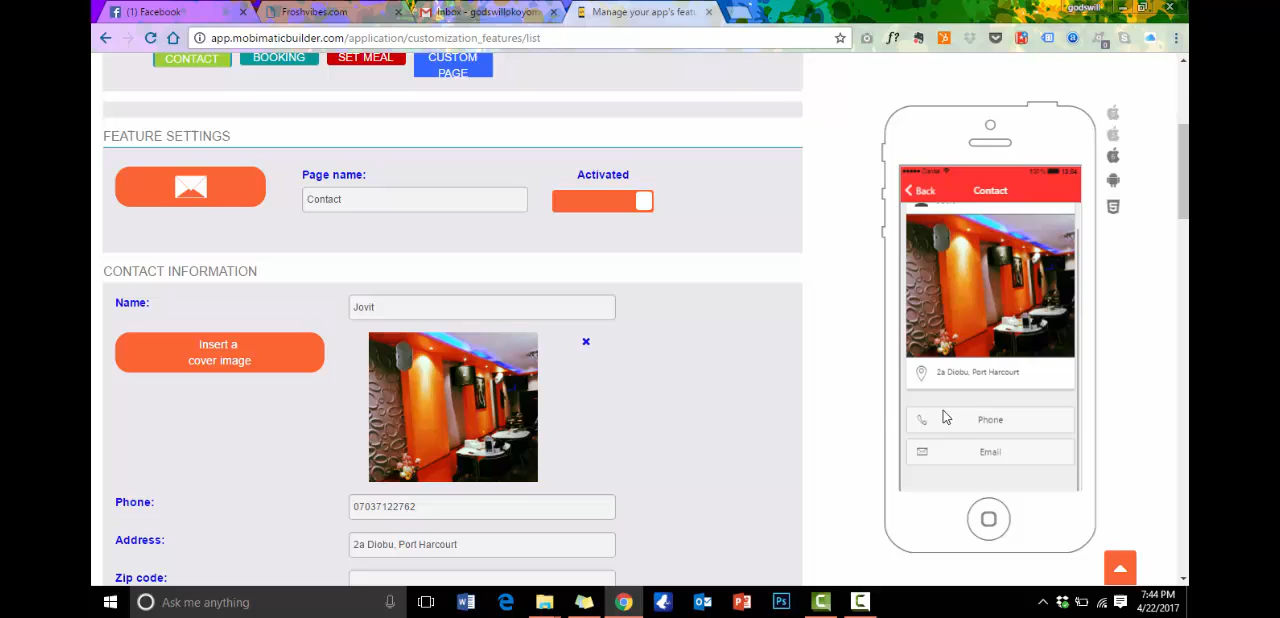 (1) Facebook
Froshvibes.com
Inbox - godswillokoyom
Manage your app's featu
godswill
app.mobimaticbuilder.com/application/customization_features/list
CONTACT
BOOKING
SET MEAL
CUSTOM
PAGE
FEATURE SETTINGS
Page name:
Activated
Contact
CONTACT INFORMATION
Name:
Jovit
Insert a
cover image
Phone:
07037122762
Address:
2a Diobu, Port Harcourt
Zip code:
Back
Contact
2a Diobu, Port Harcourt
Phone
Email
Ask me anything
7:44 PM
4/22/2017